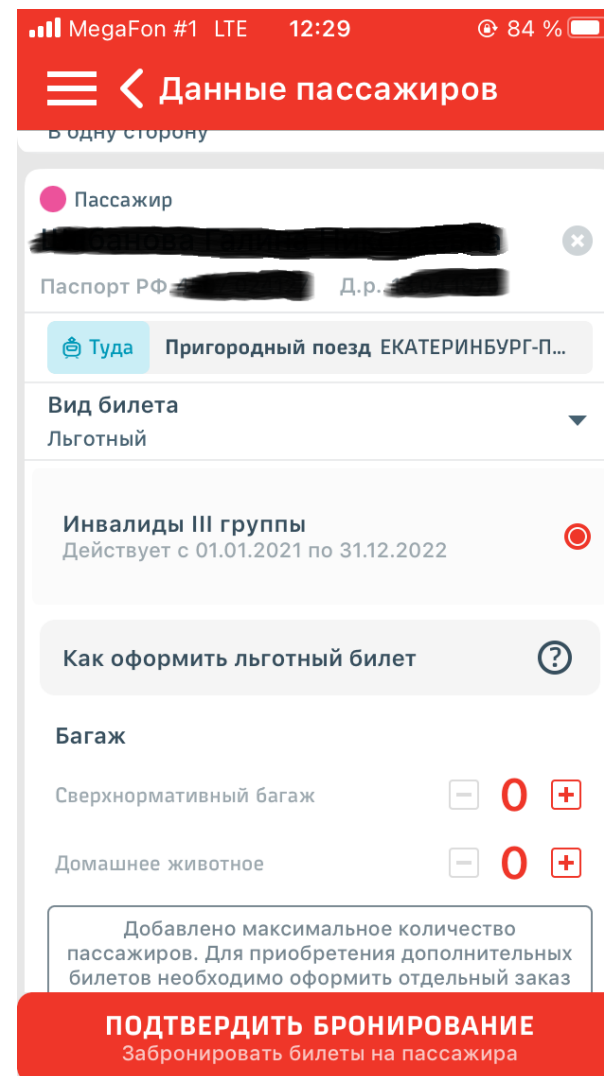 MegaFon #1 LTE 12:29 84 %
Данные пассажиров
В одну сторону
Пассажир
Паспорт РФ Д.р.
Туда Пригородный поезд ЕКАТЕРИНБУРГ-П...
Вид билета
Льготный
Инвалиды III группы
Действует с 01.01.2021 по 31.12.2022
Как оформить льготный билет ?
Багаж
Сверхнормативный багаж − 0 +
Домашнее животное − 0 +
Добавлено максимальное количество
пассажиров. Для приобретения дополнительных
билетов необходимо оформить отдельный заказ
ПОДТВЕРДИТЬ БРОНИРОВАНИЕ
Забронировать билеты на пассажира